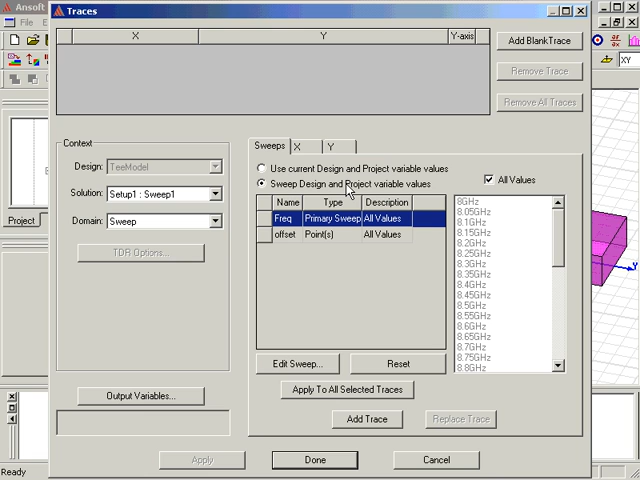 Ansoft
File E
Traces
X Y Y-axis
Add BlankTrace
Remove Trace
Remove All Traces
XY
Context
Design: TeeModel
Solution: Setup1 : Sweep1
Domain: Sweep
TDR Options...
Output Variables...
Sweeps X Y
Use current Design and Project variable values
Sweep Design and Project variable values
All Values
Name Type Description
Freq Primary Sweep All Values
offset Point(s) All Values
8GHz
8.05GHz
8.1GHz
8.15GHz
8.2GHz
8.25GHz
8.3GHz
8.35GHz
8.4GHz
8.45GHz
8.5GHz
8.55GHz
8.6GHz
8.65GHz
8.7GHz
8.75GHz
8.8GHz
Edit Sweep...
Reset
Apply To All Selected Traces
Add Trace
Replace Trace
Project
Y
Apply
Done
Cancel
Ready